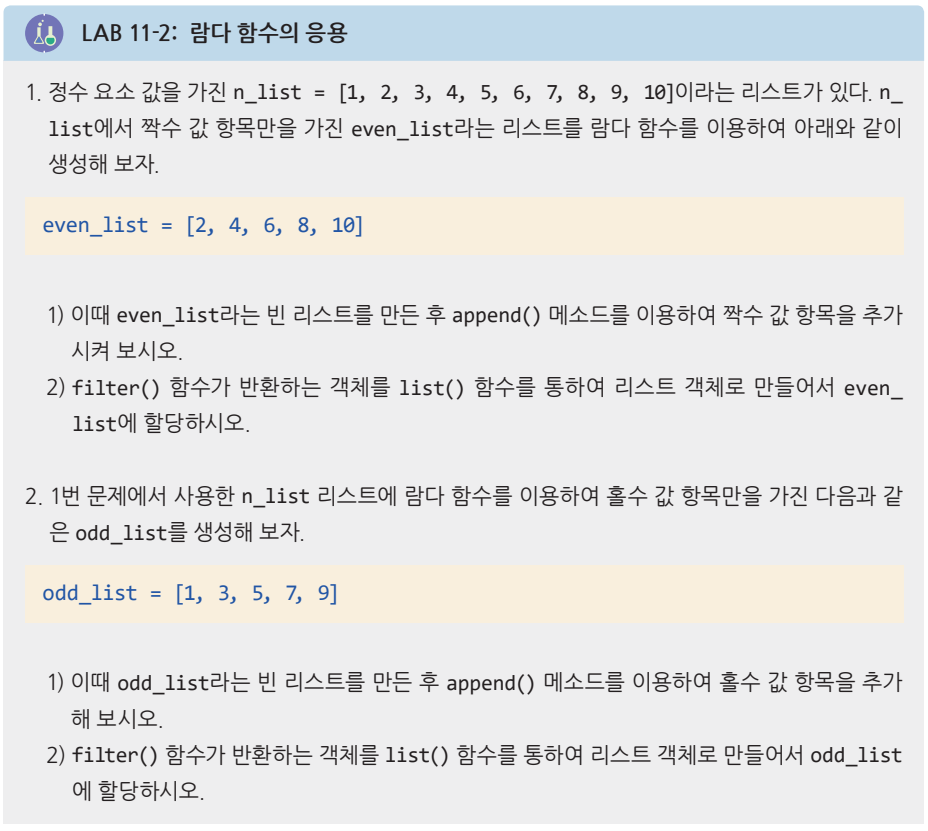 LAB 11-2: 람다 함수의 응용
1. 정수 요소 값을 가진 n_list = [1, 2, 3, 4, 5, 6, 7, 8, 9, 10]이라는 리스트가 있다. n_
list에서 짝수 값 항목만을 가진 even_list라는 리스트를 람다 함수를 이용하여 아래와 같이
생성해 보자.
even_list = [2, 4, 6, 8, 10]
1) 이때 even_list라는 빈 리스트를 만든 후 append() 메소드를 이용하여 짝수 값 항목을 추가
시켜 보시오.
2) filter() 함수가 반환하는 객체를 list() 함수를 통하여 리스트 객체로 만들어서 even_
list에 할당하시오.
2. 1번 문제에서 사용한 n_list 리스트에 람다 함수를 이용하여 홀수 값 항목만을 가진 다음과 같
은 odd_list를 생성해 보자.
odd_list = [1, 3, 5, 7, 9]
1) 이때 odd_list라는 빈 리스트를 만든 후 append() 메소드를 이용하여 홀수 값 항목을 추가
해 보시오.
2) filter() 함수가 반환하는 객체를 list() 함수를 통하여 리스트 객체로 만들어서 odd_list
에 할당하시오.